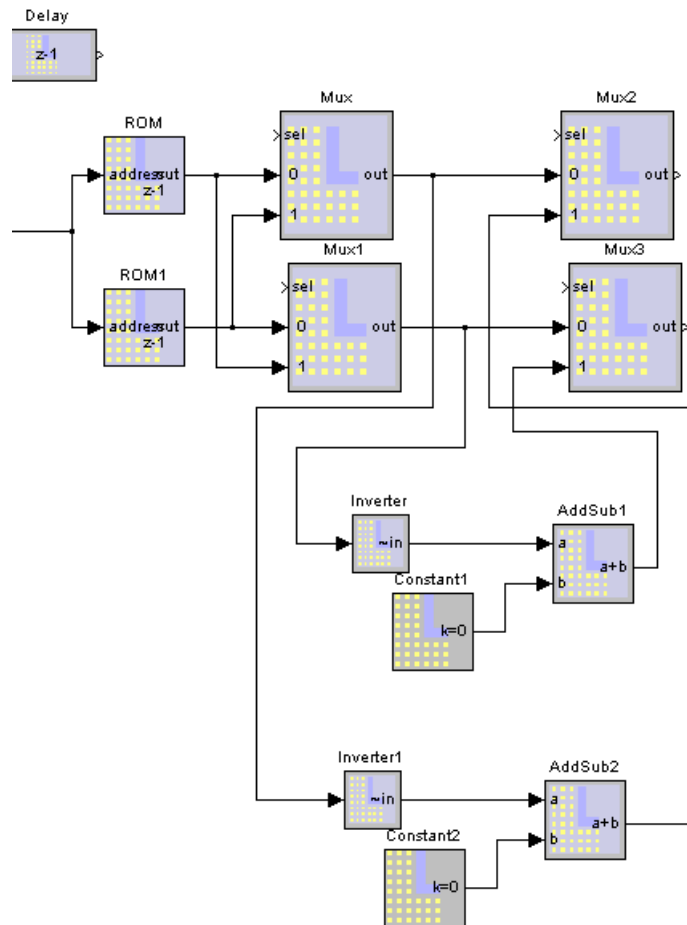 Delay
z-1
ROM
address out
z-1
Mux
sel
0
1
out
Mux2
sel
0
1
out
ROM1
address out
z-1
Mux1
sel
0
1
out
Mux3
sel
0
1
out
Inverter
~in
Constant1
k=0
AddSub1
a
b
a+b
Inverter1
~in
Constant2
k=0
AddSub2
a
b
a+b